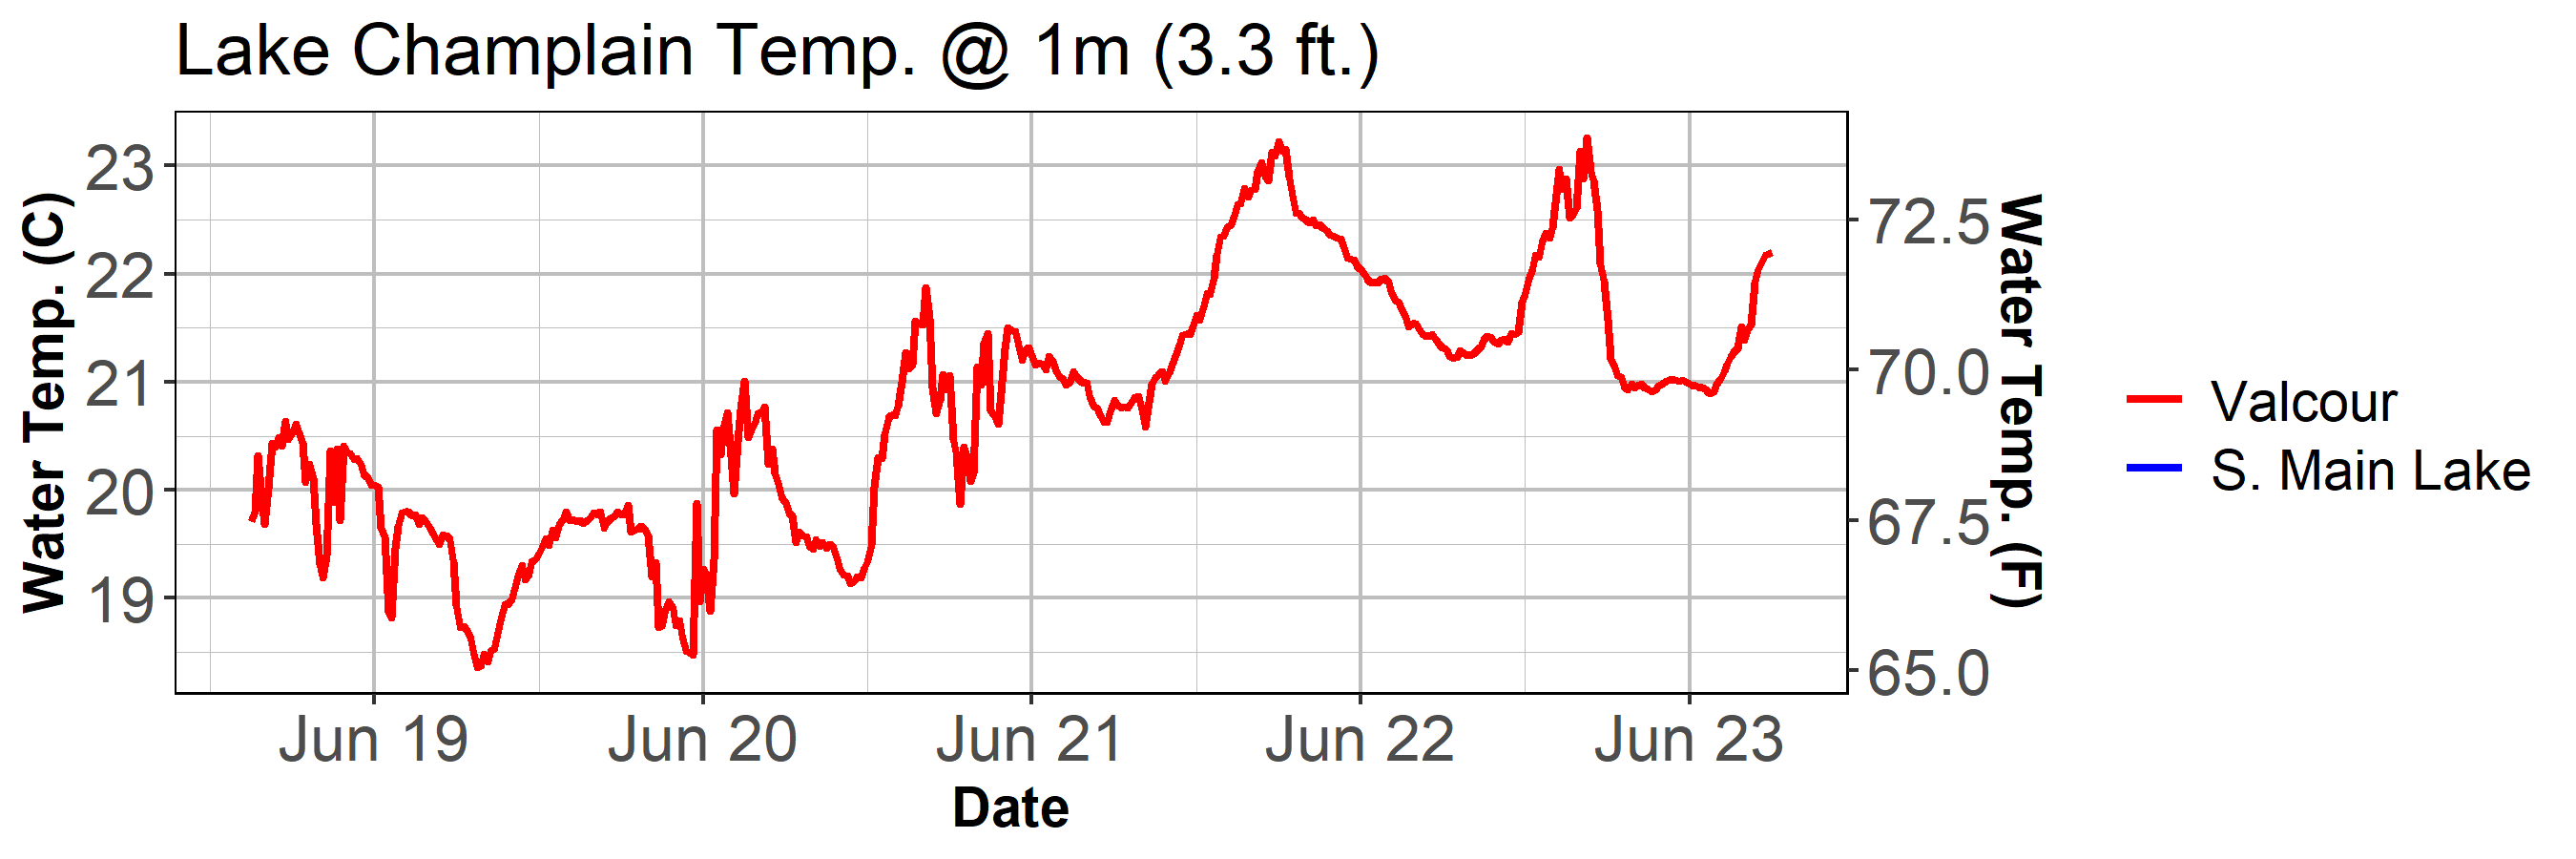 Lake Champlain Temp. @ 1m (3.3 ft.)
Water Temp. (C)
23
22
21
20
19
72.5
70.0
67.5
65.0
Water Temp. (F)
Jun 19
Jun 20
Jun 21
Jun 22
Jun 23
Date
Valcour
S. Main Lake